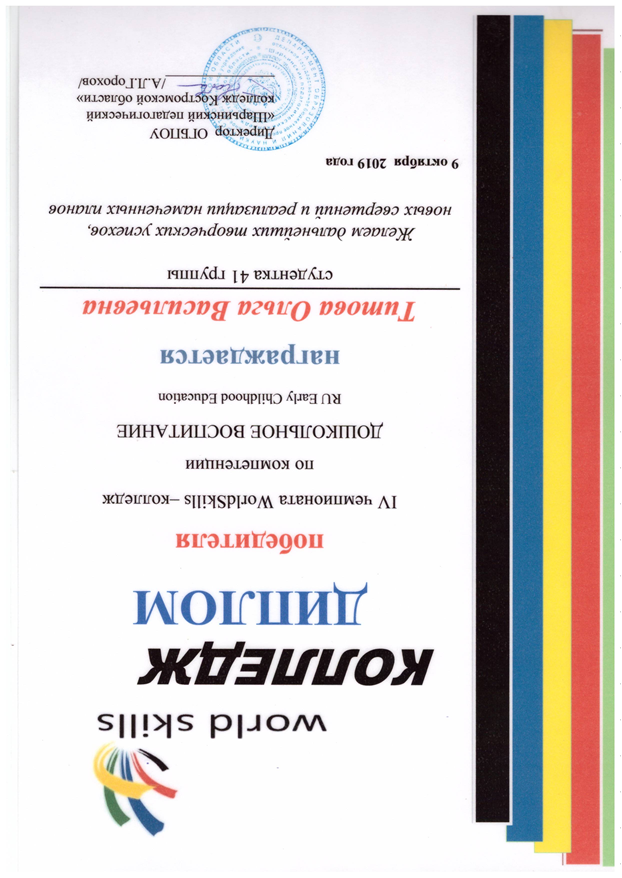 world skills
КОЛЛЕДЖ
ДИПЛОМ
победителя
IV чемпионата WorldSkills –колледж
по компетенции
ДОШКОЛЬНОЕ ВОСПИТАНИЕ
RU Early Childhood Education
награждается
Титова Ольга Васильевна
студентка 41 группы
Желаем дальнейших творческих успехов,
новых свершений и реализации намеченных планов
9 октября 2019 года
Директор ОГБПОУ
«Шарьинский педагогический
колледж Костромской области»
/А.Л.Горохов/